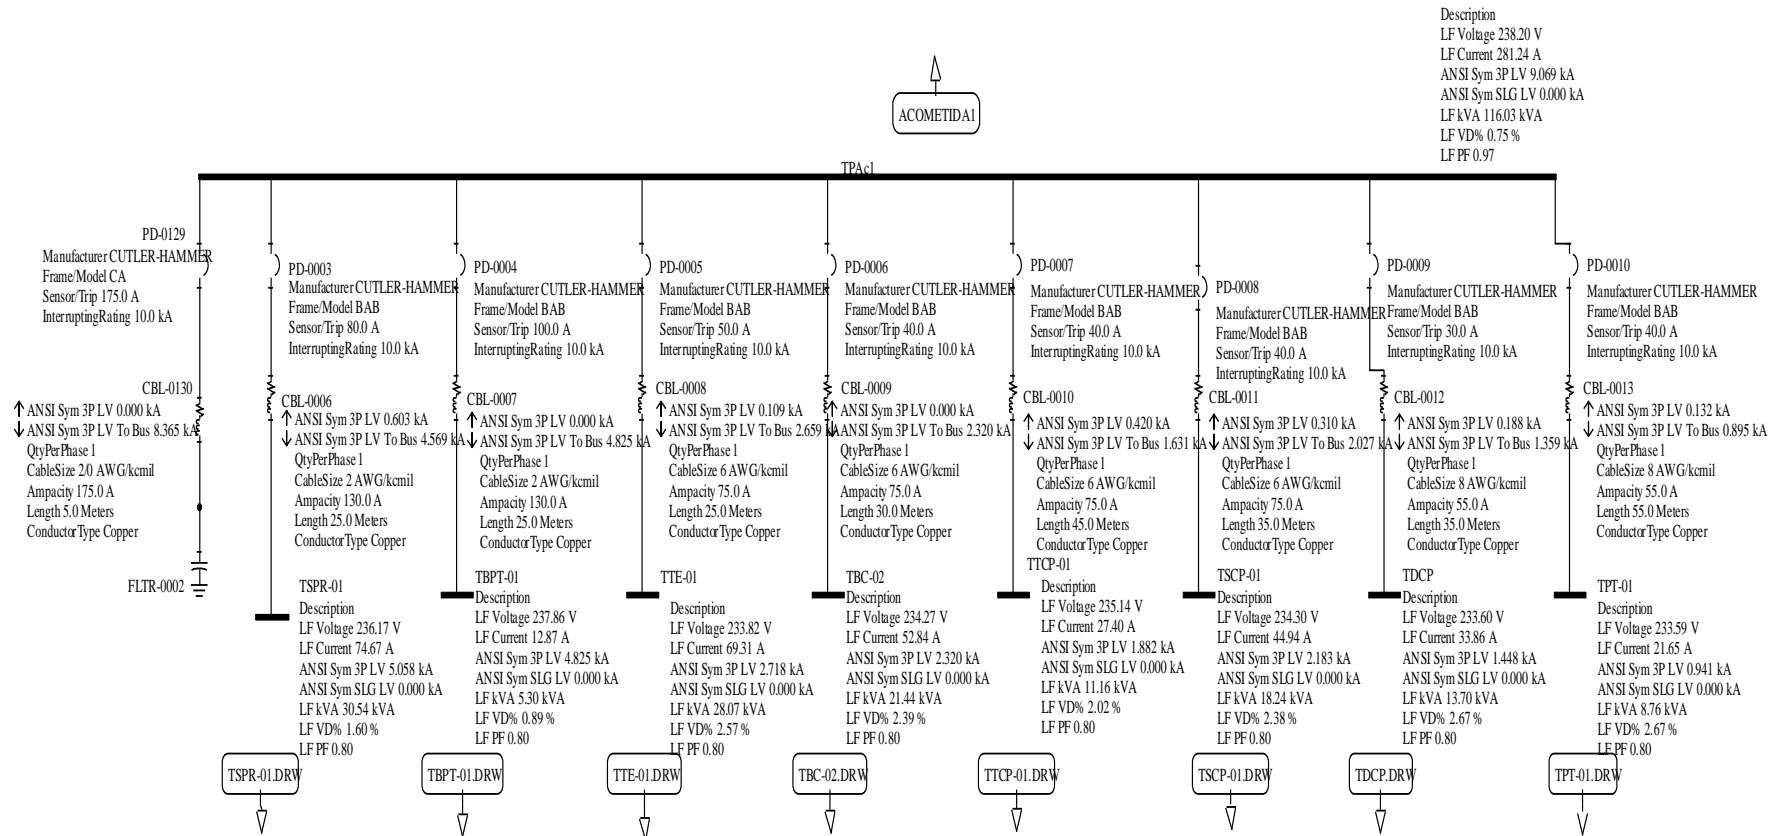 Description
LF Voltage 238.20 V
LF Current 281.24 A
ANSI Sym 3P LV 9.069 kA
ANSI Sym SLG LV 0.000 kA
LF kVA 116.03 kVA
LF VD% 0.75 %
LF PF 0.97
ACOMETIDA1
TPAc1
PD-0129
Manufacturer CUTLER-HAMMER
Frame/Model CA
Sensor/Trip 175.0 A
InterruptingRating 10.0 kA
PD-0003
Manufacturer CUTLER-HAMMER
Frame/Model BAB
Sensor/Trip 80.0 A
InterruptingRating 10.0 kA
PD-0004
Manufacturer CUTLER-HAMMER
Frame/Model BAB
Sensor/Trip 100.0 A
InterruptingRating 10.0 kA
PD-0005
Manufacturer CUTLER-HAMMER
Frame/Model BAB
Sensor/Trip 50.0 A
InterruptingRating 10.0 kA
PD-0006
Manufacturer CUTLER-HAMMER
Frame/Model BAB
Sensor/Trip 40.0 A
InterruptingRating 10.0 kA
PD-0007
Manufacturer CUTLER-HAMMER
Frame/Model BAB
Sensor/Trip 40.0 A
InterruptingRating 10.0 kA
PD-0008
Manufacturer CUTLER-HAMMER
Frame/Model BAB
Sensor/Trip 40.0 A
InterruptingRating 10.0 kA
PD-0009
Manufacturer CUTLER-HAMMER
Frame/Model BAB
Sensor/Trip 30.0 A
InterruptingRating 10.0 kA
PD-0010
Manufacturer CUTLER-HAMMER
Frame/Model BAB
Sensor/Trip 40.0 A
InterruptingRating 10.0 kA
CBL-0130
ANSI Sym 3P LV 0.000 kA
ANSI Sym 3P LV To Bus 8.365 kA
QtyPerPhase 1
CableSize 2/0 AWG/kcmil
Ampacity 175.0 A
Length 5.0 Meters
ConductorType Copper
CBL-0006
ANSI Sym 3P LV 0.603 kA
ANSI Sym 3P LV To Bus 4.569 kA
QtyPerPhase 1
CableSize 2 AWG/kcmil
Ampacity 130.0 A
Length 25.0 Meters
ConductorType Copper
CBL-0007
ANSI Sym 3P LV 0.000 kA
ANSI Sym 3P LV To Bus 4.825 kA
QtyPerPhase 1
CableSize 2 AWG/kcmil
Ampacity 130.0 A
Length 25.0 Meters
ConductorType Copper
CBL-0008
ANSI Sym 3P LV 0.109 kA
ANSI Sym 3P LV To Bus 2.659 kA
QtyPerPhase 1
CableSize 6 AWG/kcmil
Ampacity 75.0 A
Length 25.0 Meters
ConductorType Copper
CBL-0009
ANSI Sym 3P LV 0.000 kA
ANSI Sym 3P LV To Bus 2.320 kA
QtyPerPhase 1
CableSize 6 AWG/kcmil
Ampacity 75.0 A
Length 30.0 Meters
ConductorType Copper
CBL-0010
ANSI Sym 3P LV 0.420 kA
ANSI Sym 3P LV To Bus 1.631 kA
QtyPerPhase 1
CableSize 6 AWG/kcmil
Ampacity 75.0 A
Length 45.0 Meters
ConductorType Copper
CBL-0011
ANSI Sym 3P LV 0.310 kA
ANSI Sym 3P LV To Bus 2.027 kA
QtyPerPhase 1
CableSize 6 AWG/kcmil
Ampacity 75.0 A
Length 35.0 Meters
ConductorType Copper
CBL-0012
ANSI Sym 3P LV 0.188 kA
ANSI Sym 3P LV To Bus 1.359 kA
QtyPerPhase 1
CableSize 8 AWG/kcmil
Ampacity 55.0 A
Length 35.0 Meters
ConductorType Copper
CBL-0013
ANSI Sym 3P LV 0.132 kA
ANSI Sym 3P LV To Bus 0.895 kA
QtyPerPhase 1
CableSize 8 AWG/kcmil
Ampacity 55.0 A
Length 55.0 Meters
ConductorType Copper
FLTR-0002
TSPR-01
Description
LF Voltage 236.17 V
LF Current 74.67 A
ANSI Sym 3P LV 5.058 kA
ANSI Sym SLG LV 0.000 kA
LF kVA 30.54 kVA
LF VD% 1.60 %
LF PF 0.80
TBPT-01
Description
LF Voltage 237.86 V
LF Current 12.87 A
ANSI Sym 3P LV 4.825 kA
ANSI Sym SLG LV 0.000 kA
LF kVA 5.30 kVA
LF VD% 0.89 %
LF PF 0.80
TTE-01
Description
LF Voltage 233.82 V
LF Current 69.31 A
ANSI Sym 3P LV 2.718 kA
ANSI Sym SLG LV 0.000 kA
LF kVA 28.07 kVA
LF VD% 2.57 %
LF PF 0.80
TBC-02
Description
LF Voltage 234.27 V
LF Current 52.84 A
ANSI Sym 3P LV 2.320 kA
ANSI Sym SLG LV 0.000 kA
LF kVA 21.44 kVA
LF VD% 2.39 %
LF PF 0.80
TTCP-01
Description
LF Voltage 235.14 V
LF Current 27.40 A
ANSI Sym 3P LV 1.882 kA
ANSI Sym SLG LV 0.000 kA
LF kVA 11.16 kVA
LF VD% 2.02 %
LF PF 0.80
TSCP-01
Description
LF Voltage 234.30 V
LF Current 44.94 A
ANSI Sym 3P LV 2.183 kA
ANSI Sym SLG LV 0.000 kA
LF kVA 18.24 kVA
LF VD% 2.38 %
LF PF 0.80
TDCP
Description
LF Voltage 233.60 V
LF Current 33.86 A
ANSI Sym 3P LV 1.448 kA
ANSI Sym SLG LV 0.000 kA
LF kVA 13.70 kVA
LF VD% 2.67 %
LF PF 0.80
TPT-01
Description
LF Voltage 233.59 V
LF Current 21.65 A
ANSI Sym 3P LV 0.941 kA
ANSI Sym SLG LV 0.000 kA
LF kVA 8.76 kVA
LF VD% 2.67 %
LF PF 0.80
TSPR-01.DRW
TBPT-01.DRW
TTE-01.DRW
TBC-02.DRW
TTCP-01.DRW
TSCP-01.DRW
TDCP.DRW
TPT-01.DRW